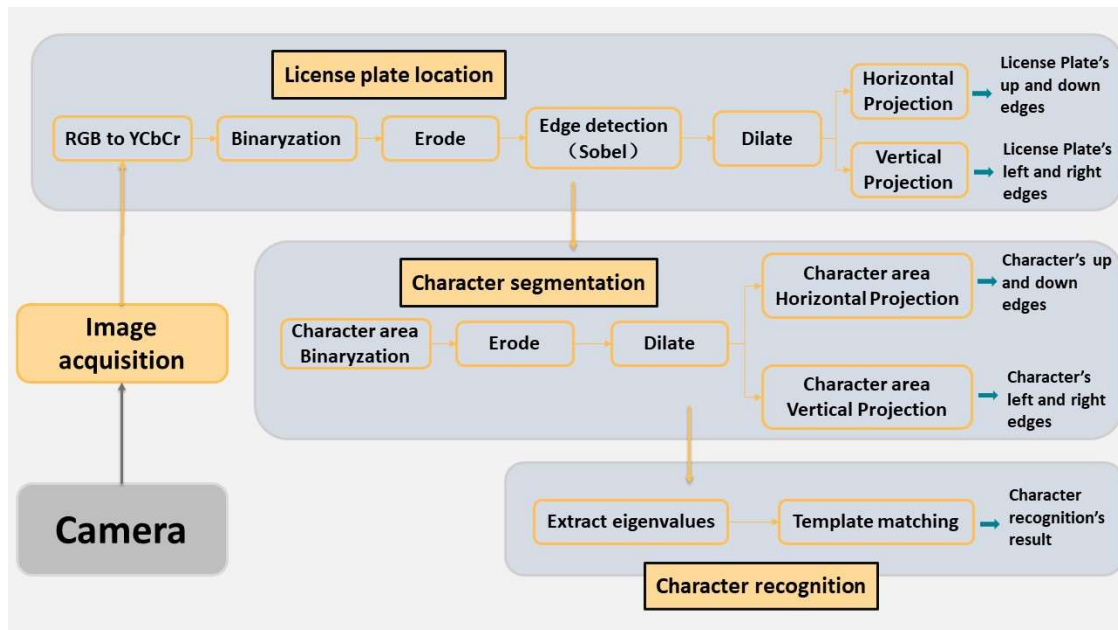 License plate location
RGB to YCbCr
Binaryzation
Erode
Edge detection
（Sobel）
Dilate
Horizontal
Projection
License Plate's
up and down
edges
Vertical
Projection
License Plate's
left and right
edges
Character segmentation
Character area
Binaryzation
Erode
Dilate
Character area
Horizontal Projection
Character's up
and down
edges
Character area
Vertical Projection
Character's
left and right
edges
Image
acquisition
Camera
Extract eigenvalues
Template matching
Character
recognition's
result
Character recognition